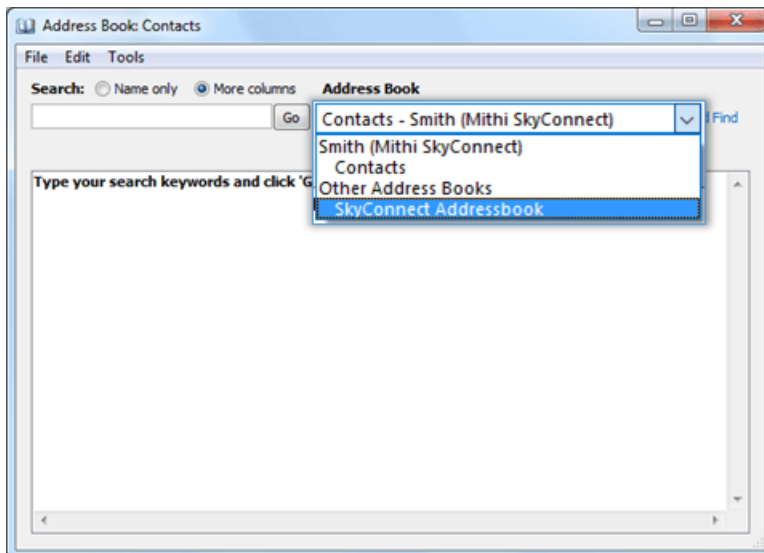 Address Book: Contacts
File Edit Tools
Search: Name only More columns Address Book
Go Contacts - Smith (Mithi SkyConnect) Find
Smith (Mithi SkyConnect)
Contacts
Type your search keywords and click
Other Address Books
SkyConnect Addressbook